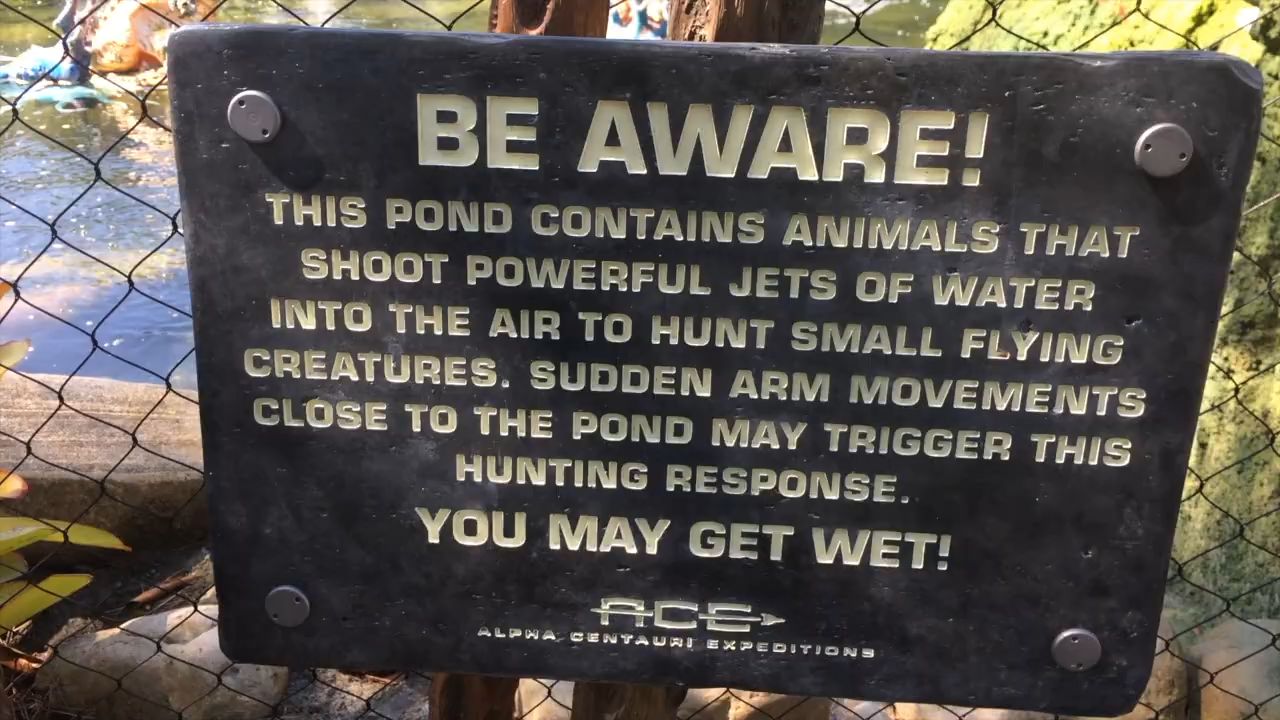 BE AWARE!
THIS POND CONTAINS ANIMALS THAT
SHOOT POWERFUL JETS OF WATER
INTO THE AIR TO HUNT SMALL FLYING
CREATURES. SUDDEN ARM MOVEMENTS
CLOSE TO THE POND MAY TRIGGER THIS
HUNTING RESPONSE.
YOU MAY GET WET!
ACE
ALPHA CENTAURI EXPEDITIONS